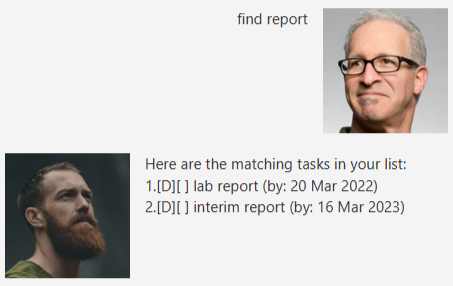 find report
Here are the matching tasks in your list:
1.[D][ ] lab report (by: 20 Mar 2022)
2.[D][ ] interim report (by: 16 Mar 2023)